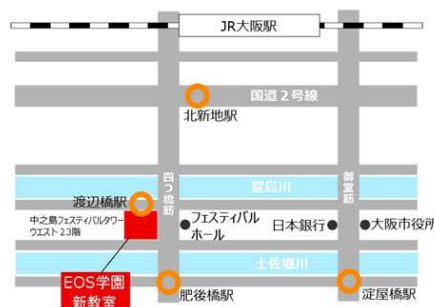 JR大阪駅
国道2号線
北新地駅
四つ橋筋
御堂筋
堂島川
渡辺橋駅
中之島フェスティバルタワー
ウエスト 23階
フェスティバル
ホール
日本銀行
大阪市役所
土佐堀川
EOS学園
新教室
肥後橋駅
淀屋橋駅